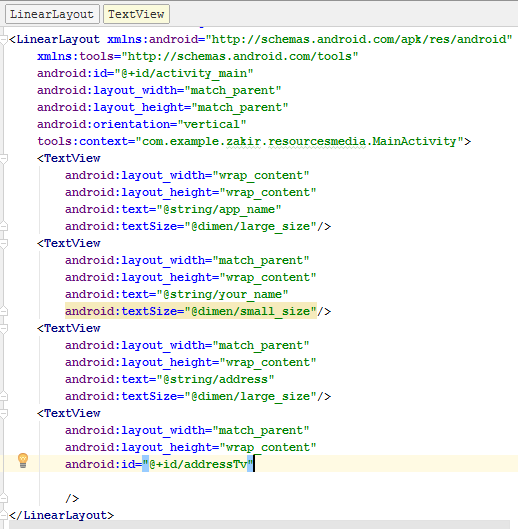 LinearLayout TextView
<LinearLayout xmlns:android="http://schemas.android.com/apk/res/android"
xmlns:tools="http://schemas.android.com/tools"
android:id="@+id/activity_main"
android:layout_width="match_parent"
android:layout_height="match_parent"
android:orientation="vertical"
tools:context="com.example.zakir.resourcesmedia.MainActivity">
<TextView
android:layout_width="wrap_content"
android:layout_height="wrap_content"
android:text="@string/app_name"
android:textSize="@dimen/large_size"/>
<TextView
android:layout_width="match_parent"
android:layout_height="wrap_content"
android:text="@string/your_name"
android:textSize="@dimen/small_size"/>
<TextView
android:layout_width="match_parent"
android:layout_height="wrap_content"
android:text="@string/address"
android:textSize="@dimen/large_size"/>
<TextView
android:layout_width="match_parent"
android:layout_height="wrap_content"
android:id="@+id/addressTv"
/>
</LinearLayout>